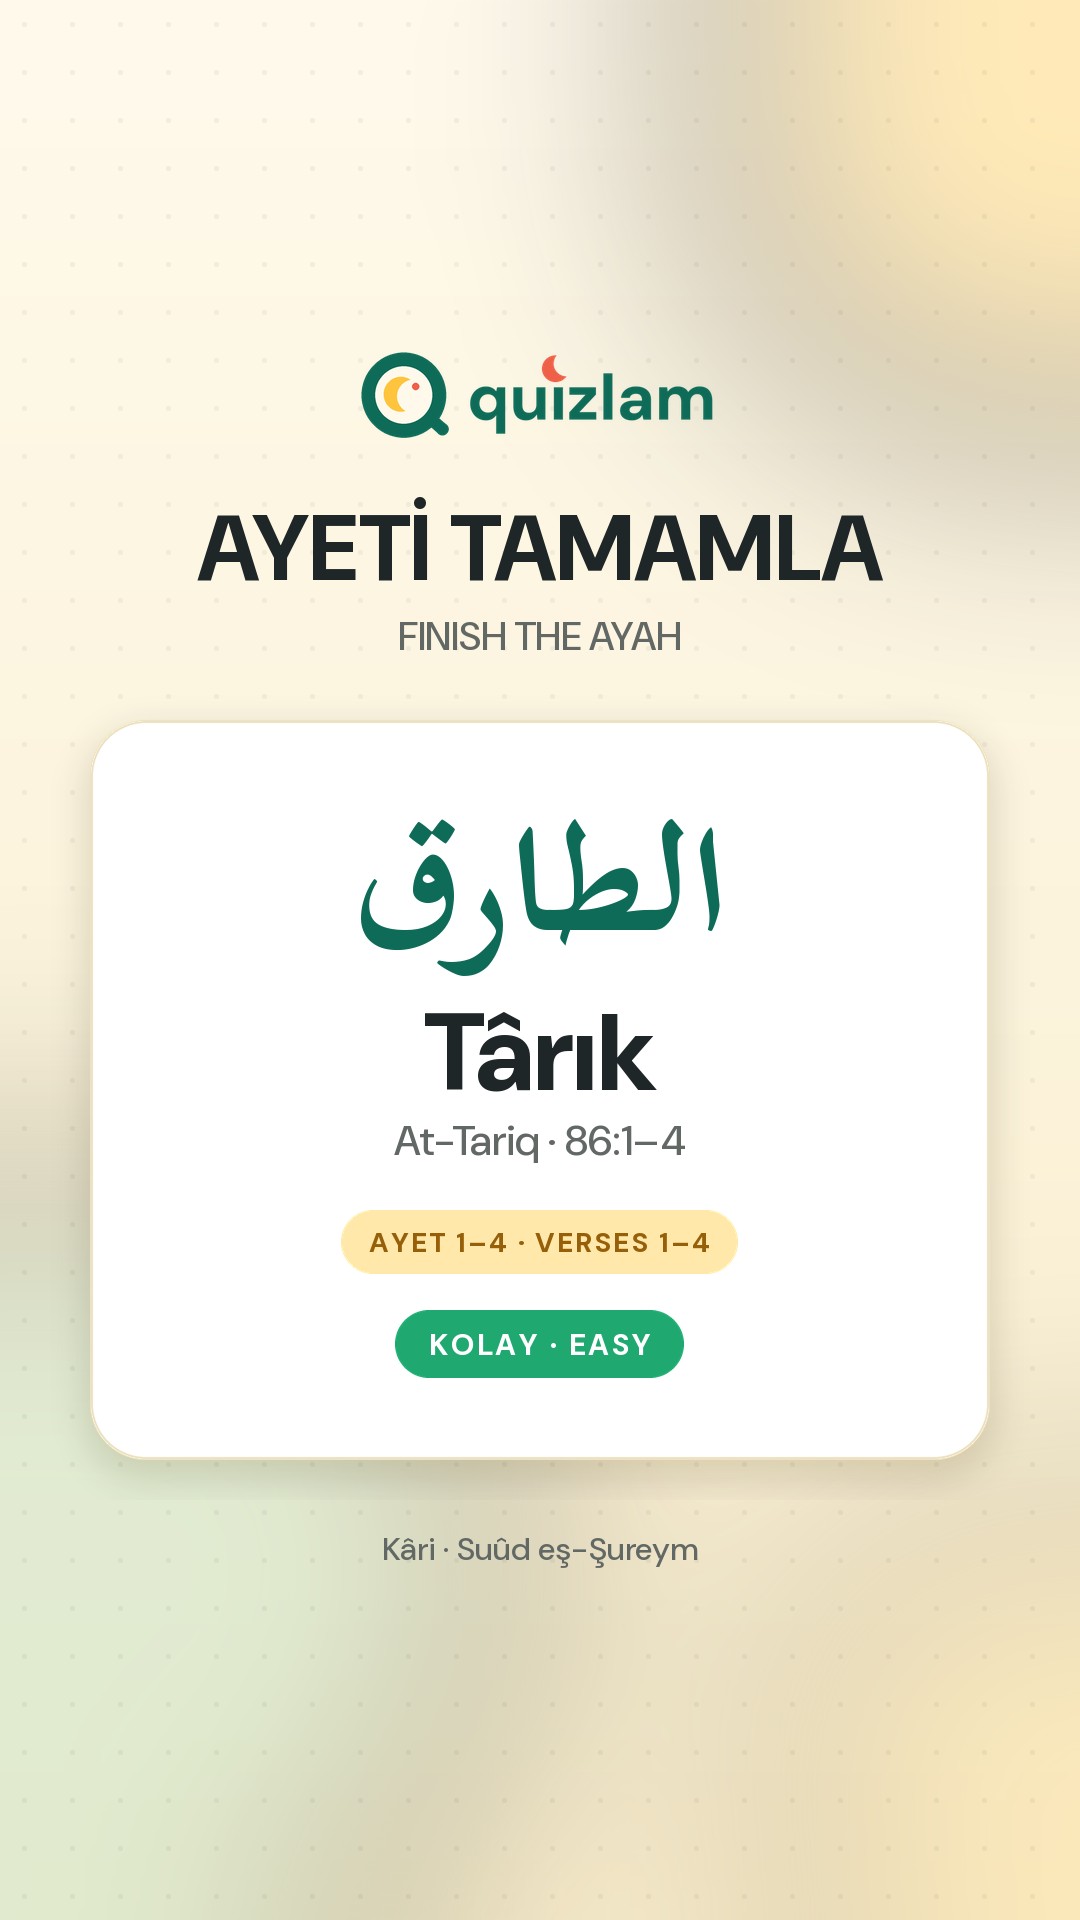 quizlam
AYETİ TAMAMLA
FINISH THE AYAH
الطارق
Târık
At-Tariq · 86:1–4
AYET 1–4 · VERSES 1–4
KOLAY · EASY
Kâri · Suûd eş-Şureym